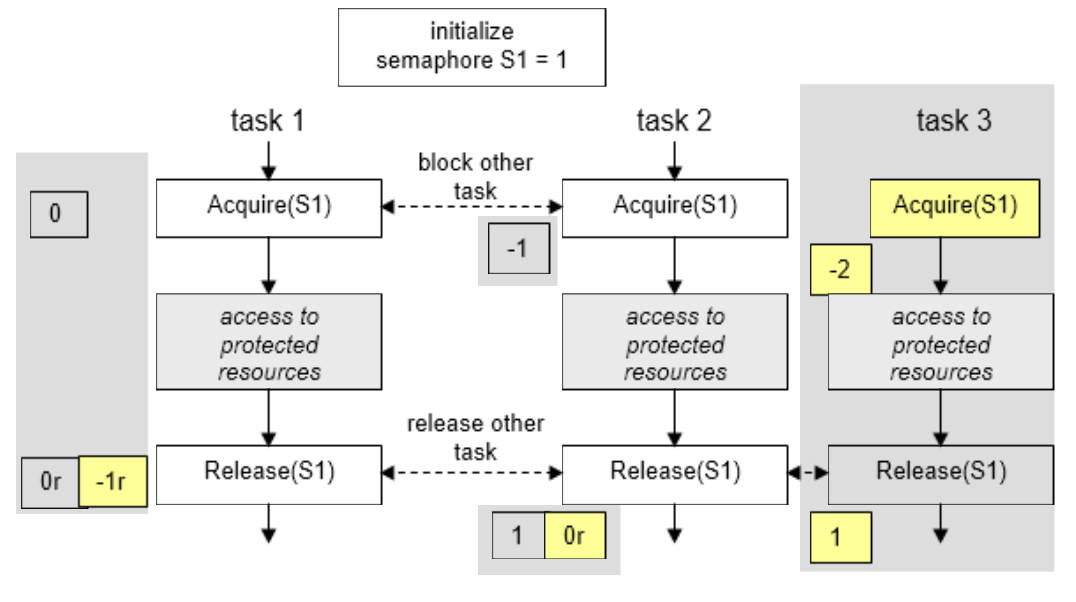 initialize
semaphore S1 = 1
task 1
task 2
task 3
block other
task
0
Acquire(S1)
Acquire(S1)
Acquire(S1)
-1
-2
access to
protected
resources
access to
protected
resources
access to
protected
resources
release other
task
0r
-1r
Release(S1)
Release(S1)
Release(S1)
1
0r
1